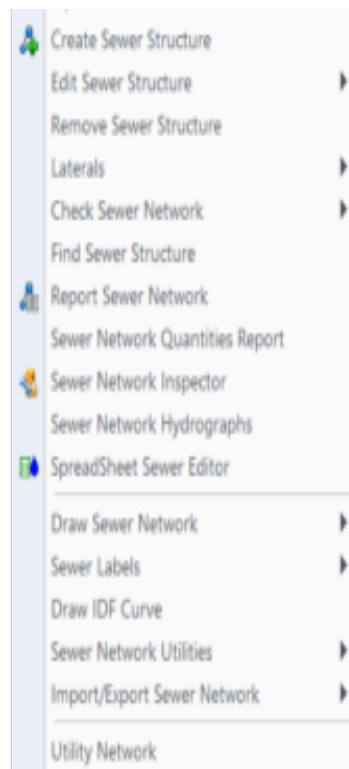 Create Sewer Structure
Edit Sewer Structure
Remove Sewer Structure
Laterals
Check Sewer Network
Find Sewer Structure
Report Sewer Network
Sewer Network Quantities Report
Sewer Network Inspector
Sewer Network Hydrographs
SpreadSheet Sewer Editor
Draw Sewer Network
Sewer Labels
Draw IDF Curve
Sewer Network Utilities
Import/Export Sewer Network
Utility Network